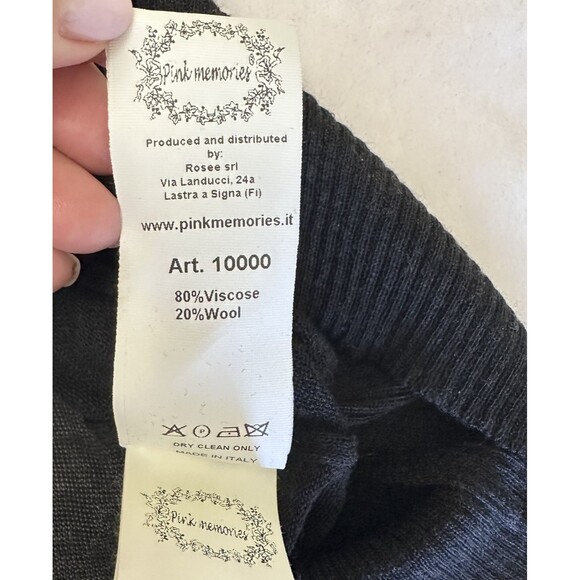 Pink memories®
Produced and distributed
by:
Rosee srl
Via Landucci, 24a
Lastra a Signa (Fi)
www.pinkmemories.it
Art. 10000
80%Viscose
20%Wool
P
DRY CLEAN ONLY
MADE IN ITALY
Pink memories®